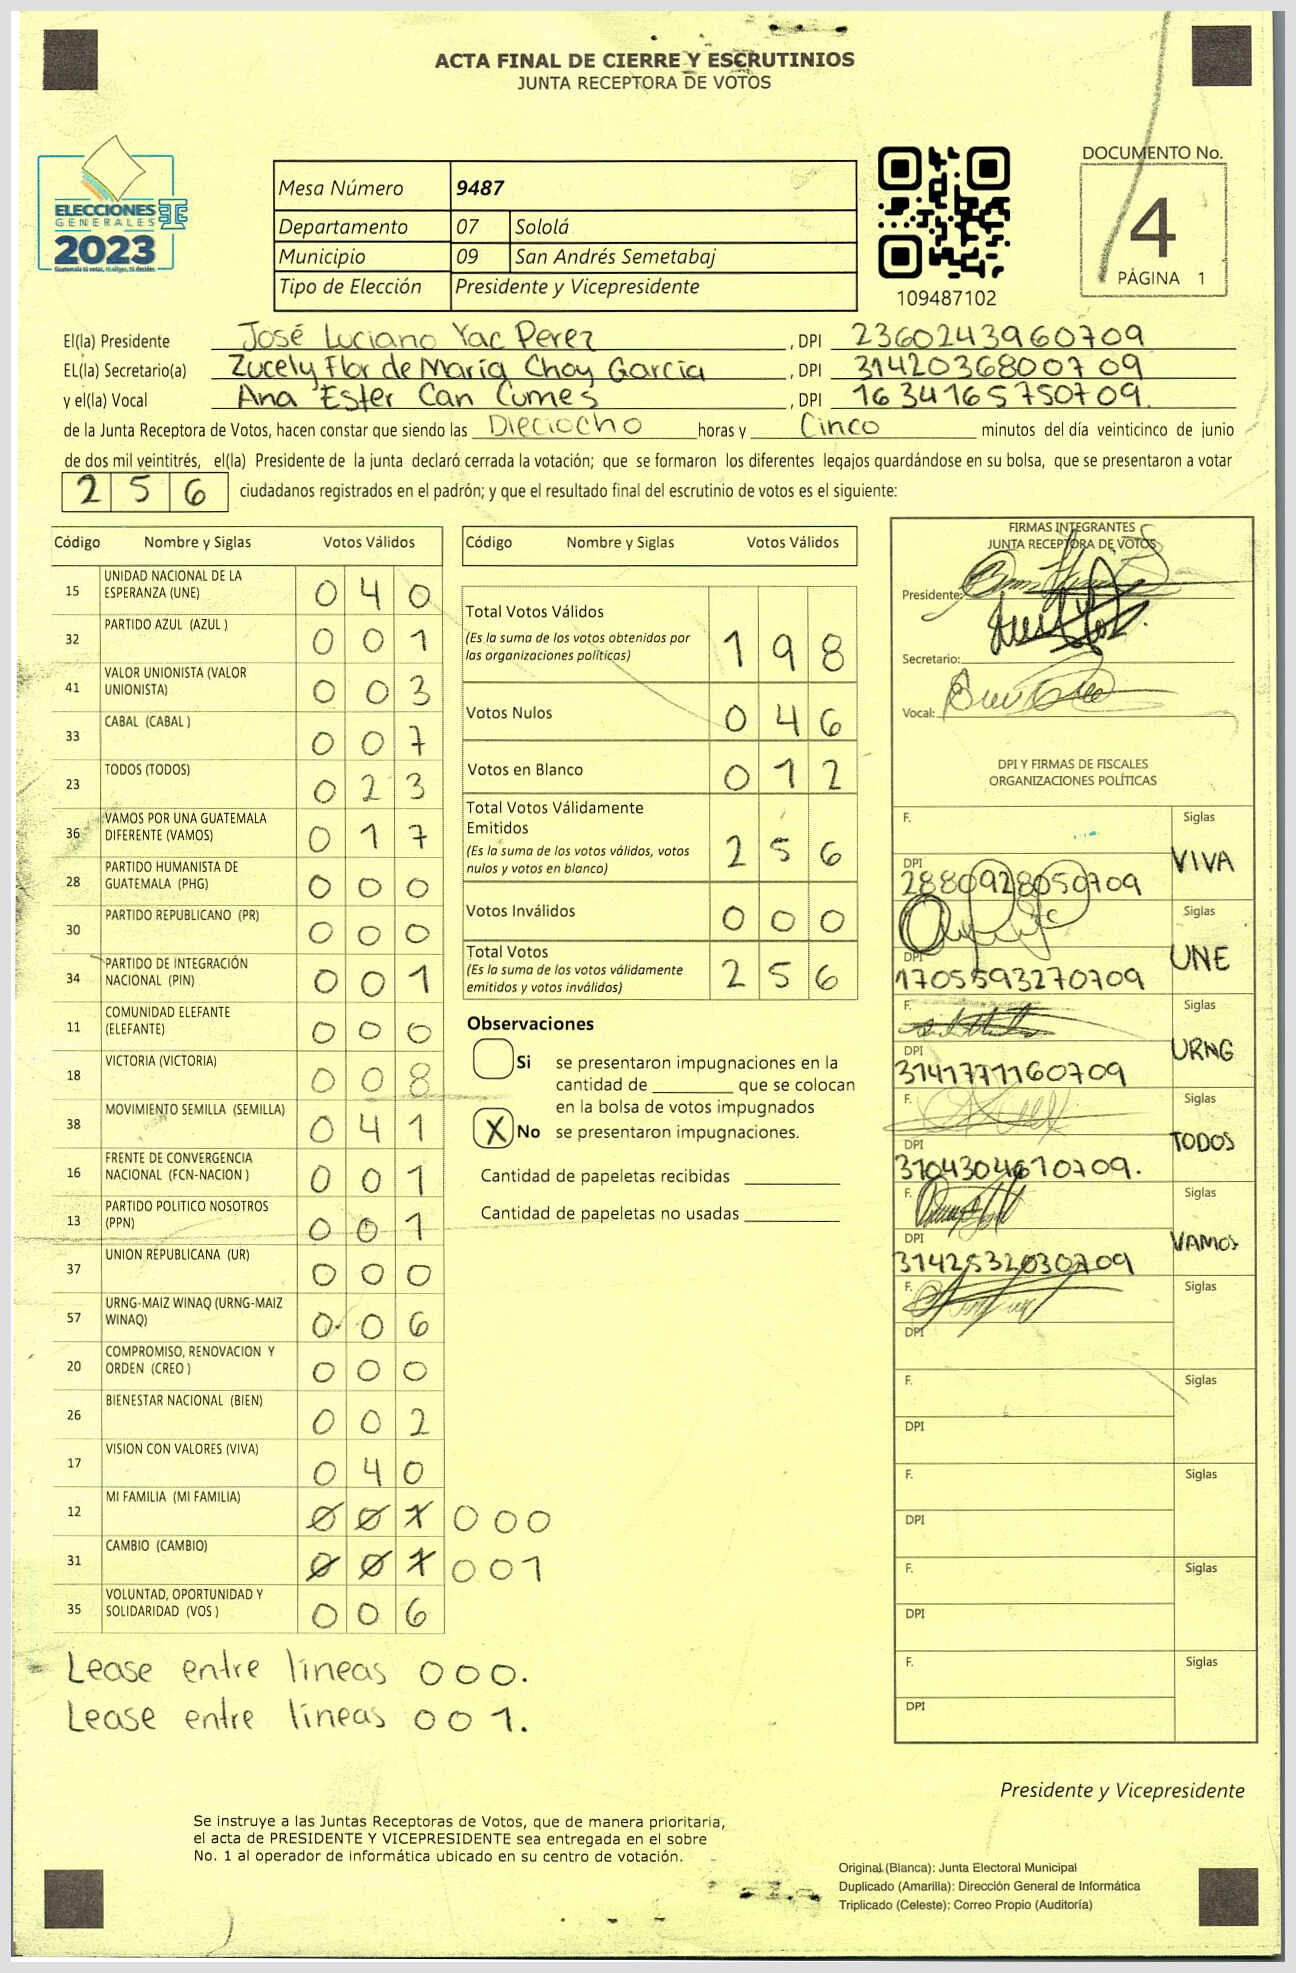 ACTA FINAL DE CIERRE Y ESCRUTINIOS
JUNTA RECEPTORA DE VOTOS
ELECCIONES
GENERALES
2023
Guatemala tú votas, tú eliges, tú decides
Mesa Número 9487
Departamento 07 Sololá
Municipio 09 San Andrés Semetabaj
Tipo de Elección Presidente y Vicepresidente
109487102
DOCUMENTO No.
4
PÁGINA 1
El(la) Presidente José Luciano Yac Perez , DPI 2360243960709
EL(la) Secretario(a) Zucely Flor de María Choy García , DPI 3142036800709
y el(la) Vocal Ana Ester Can Cumes , DPI 1634165750709.
de la Junta Receptora de Votos, hacen constar que siendo las Dieciocho horas y Cinco minutos del día veinticinco de junio
de dos mil veintitrés, el(la) Presidente de la junta declaró cerrada la votación; que se formaron los diferentes legajos guardándose en su bolsa, que se presentaron a votar
256 ciudadanos registrados en el padrón; y que el resultado final del escrutinio de votos es el siguiente:
Código Nombre y Siglas Votos Válidos
15 UNIDAD NACIONAL DE LA
ESPERANZA (UNE) 0 4 0
32 PARTIDO AZUL (AZUL ) 0 0 1
41 VALOR UNIONISTA (VALOR
UNIONISTA) 0 0 3
33 CABAL (CABAL ) 0 0 7
23 TODOS (TODOS) 0 2 3
36 VAMOS POR UNA GUATEMALA
DIFERENTE (VAMOS) 0 1 7
28 PARTIDO HUMANISTA DE
GUATEMALA (PHG) 0 0 0
30 PARTIDO REPUBLICANO (PR) 0 0 0
34 PARTIDO DE INTEGRACIÓN
NACIONAL (PIN) 0 0 1
11 COMUNIDAD ELEFANTE
(ELEFANTE) 0 0 0
18 VICTORIA (VICTORIA) 0 0 8
38 MOVIMIENTO SEMILLA (SEMILLA) 0 4 1
16 FRENTE DE CONVERGENCIA
NACIONAL (FCN-NACION ) 0 0 1
13 PARTIDO POLITICO NOSOTROS
(PPN) 0 0 1
37 UNION REPUBLICANA (UR) 0 0 0
57 URNG-MAIZ WINAQ (URNG-MAIZ
WINAQ) 0 0 6
20 COMPROMISO, RENOVACION Y
ORDEN (CREO ) 0 0 0
26 BIENESTAR NACIONAL (BIEN) 0 0 2
17 VISION CON VALORES (VIVA) 0 4 0
12 MI FAMILIA (MI FAMILIA) 0 0 1 000
31 CAMBIO (CAMBIO) 0 0 1 001
35 VOLUNTAD, OPORTUNIDAD Y
SOLIDARIDAD (VOS ) 0 0 6
Lease entre líneas 000.
Lease entre líneas 001.
Código Nombre y Siglas Votos Válidos
Total Votos Válidos
(Es la suma de los votos obtenidos por
las organizaciones políticas) 1 9 8
Votos Nulos 0 4 6
Votos en Blanco 0 1 2
Total Votos Válidamente
Emitidos
(Es la suma de los votos válidos, votos
nulos y votos en blanco) 2 5 6
Votos Inválidos 0 0 0
Total Votos
(Es la suma de los votos válidamente
emitidos y votos inválidos) 2 5 6
Observaciones
Si se presentaron impugnaciones en la
cantidad de ________ que se colocan
en la bolsa de votos impugnados
X No se presentaron impugnaciones.
Cantidad de papeletas recibidas ________
Cantidad de papeletas no usadas ________
FIRMAS INTEGRANTES
JUNTA RECEPTORA DE VOTOS
Presidente:
Secretario:
Vocal:
DPI Y FIRMAS DE FISCALES
ORGANIZACIONES POLÍTICAS
F. Siglas
DPI VIVA
2880928050709
Siglas
DPI UNE
1705593270709
F. Siglas
DPI URNG
3141777160709
F. Siglas
DPI TODOS
3104304610709.
F. Siglas
DPI VAMOS
3142532030709
F. Siglas
DPI
F. Siglas
DPI
F. Siglas
DPI
F. Siglas
DPI
F. Siglas
DPI
Presidente y Vicepresidente
Se instruye a las Juntas Receptoras de Votos, que de manera prioritaria,
el acta de PRESIDENTE Y VICEPRESIDENTE sea entregada en el sobre
No. 1 al operador de informática ubicado en su centro de votación.
Original (Blanca): Junta Electoral Municipal
Duplicado (Amarilla): Dirección General de Informática
Triplicado (Celeste): Correo Propio (Auditoría)